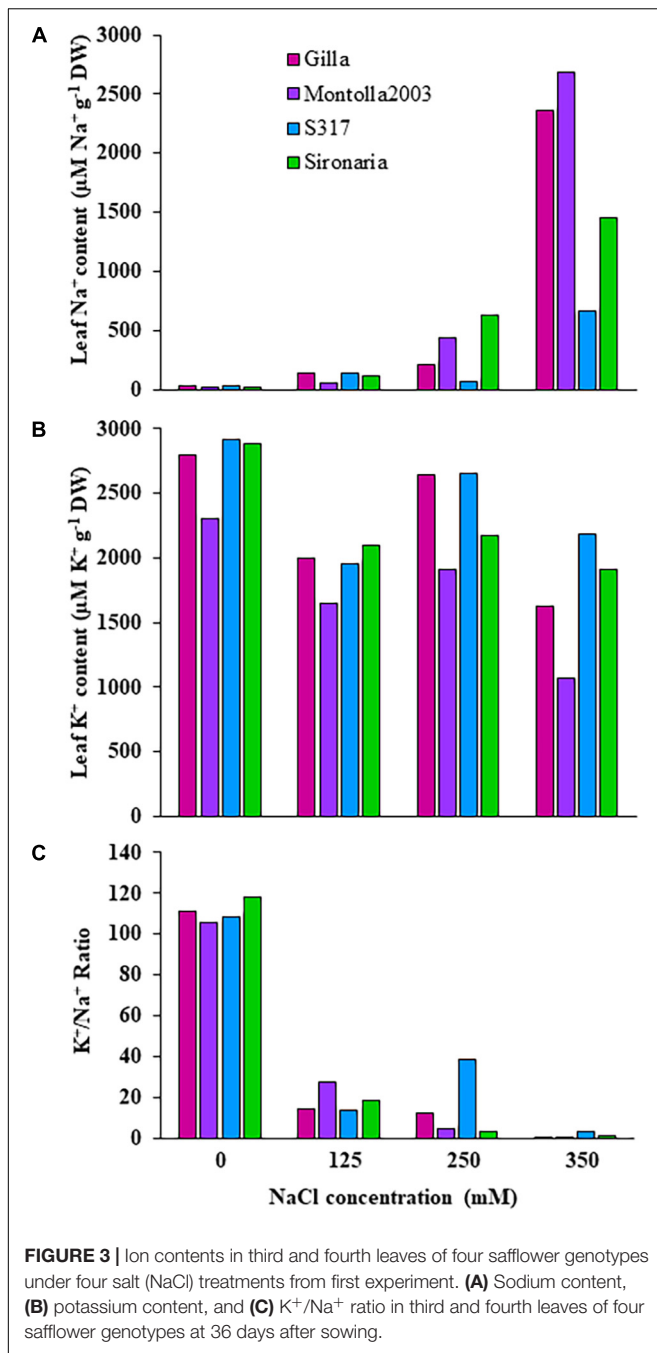 A
3000
2500
2000
1500
1000
500
0
Leaf Na⁺ content (µM Na⁺ g⁻¹ DW)
Gilla
Montolla2003
S317
Sironaria
B
3000
2500
2000
1500
1000
500
0
Leaf K⁺ content (µM K⁺ g⁻¹ DW)
C
140
120
100
80
60
40
20
0
K⁺/Na⁺ Ratio
0 125 250 350
NaCl concentration (mM)
FIGURE 3 | Ion contents in third and fourth leaves of four safflower genotypes
under four salt (NaCl) treatments from first experiment. (A) Sodium content,
(B) potassium content, and (C) K⁺/Na⁺ ratio in third and fourth leaves of four
safflower genotypes at 36 days after sowing.